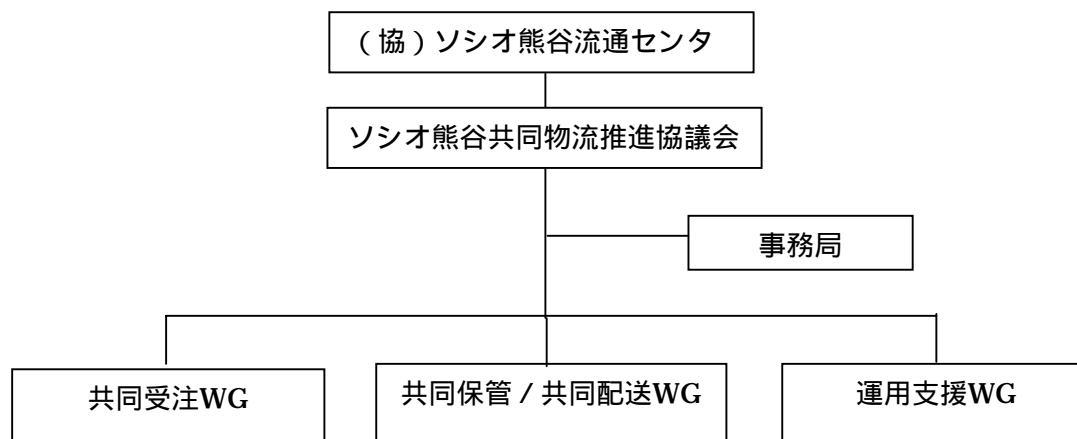 （協）ソシオ熊谷流通センタ
ソシオ熊谷共同物流推進協議会
事務局
共同受注WG
共同保管/共同配送WG
運用支援WG